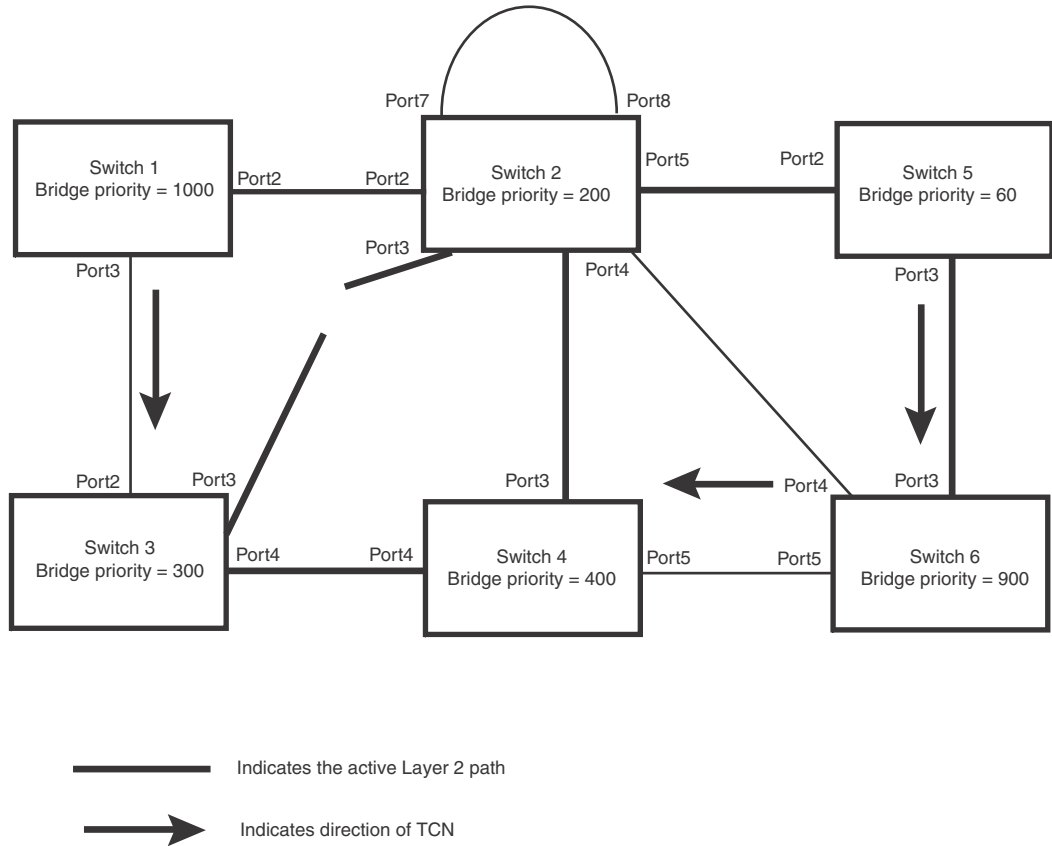 Port7
Port8
Switch 1
Bridge priority = 1000
Port2
Port2
Switch 2
Bridge priority = 200
Port5
Port2
Switch 5
Bridge priority = 60
Port3
Port3
Port4
Port3
Port2
Port3
Port3
Port4
Port3
Switch 3
Bridge priority = 300
Port4
Port4
Switch 4
Bridge priority = 400
Port5
Port5
Switch 6
Bridge priority = 900
Indicates the active Layer 2 path
Indicates direction of TCN